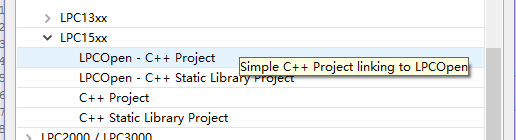 LPC13xx
LPC15xx
LPCOpen - C++ Project
Simple C++ Project linking to LPCOpen
LPCOpen - C++ Static Library Project
C++ Project
C++ Static Library Project
LPC2000 / LPC3000